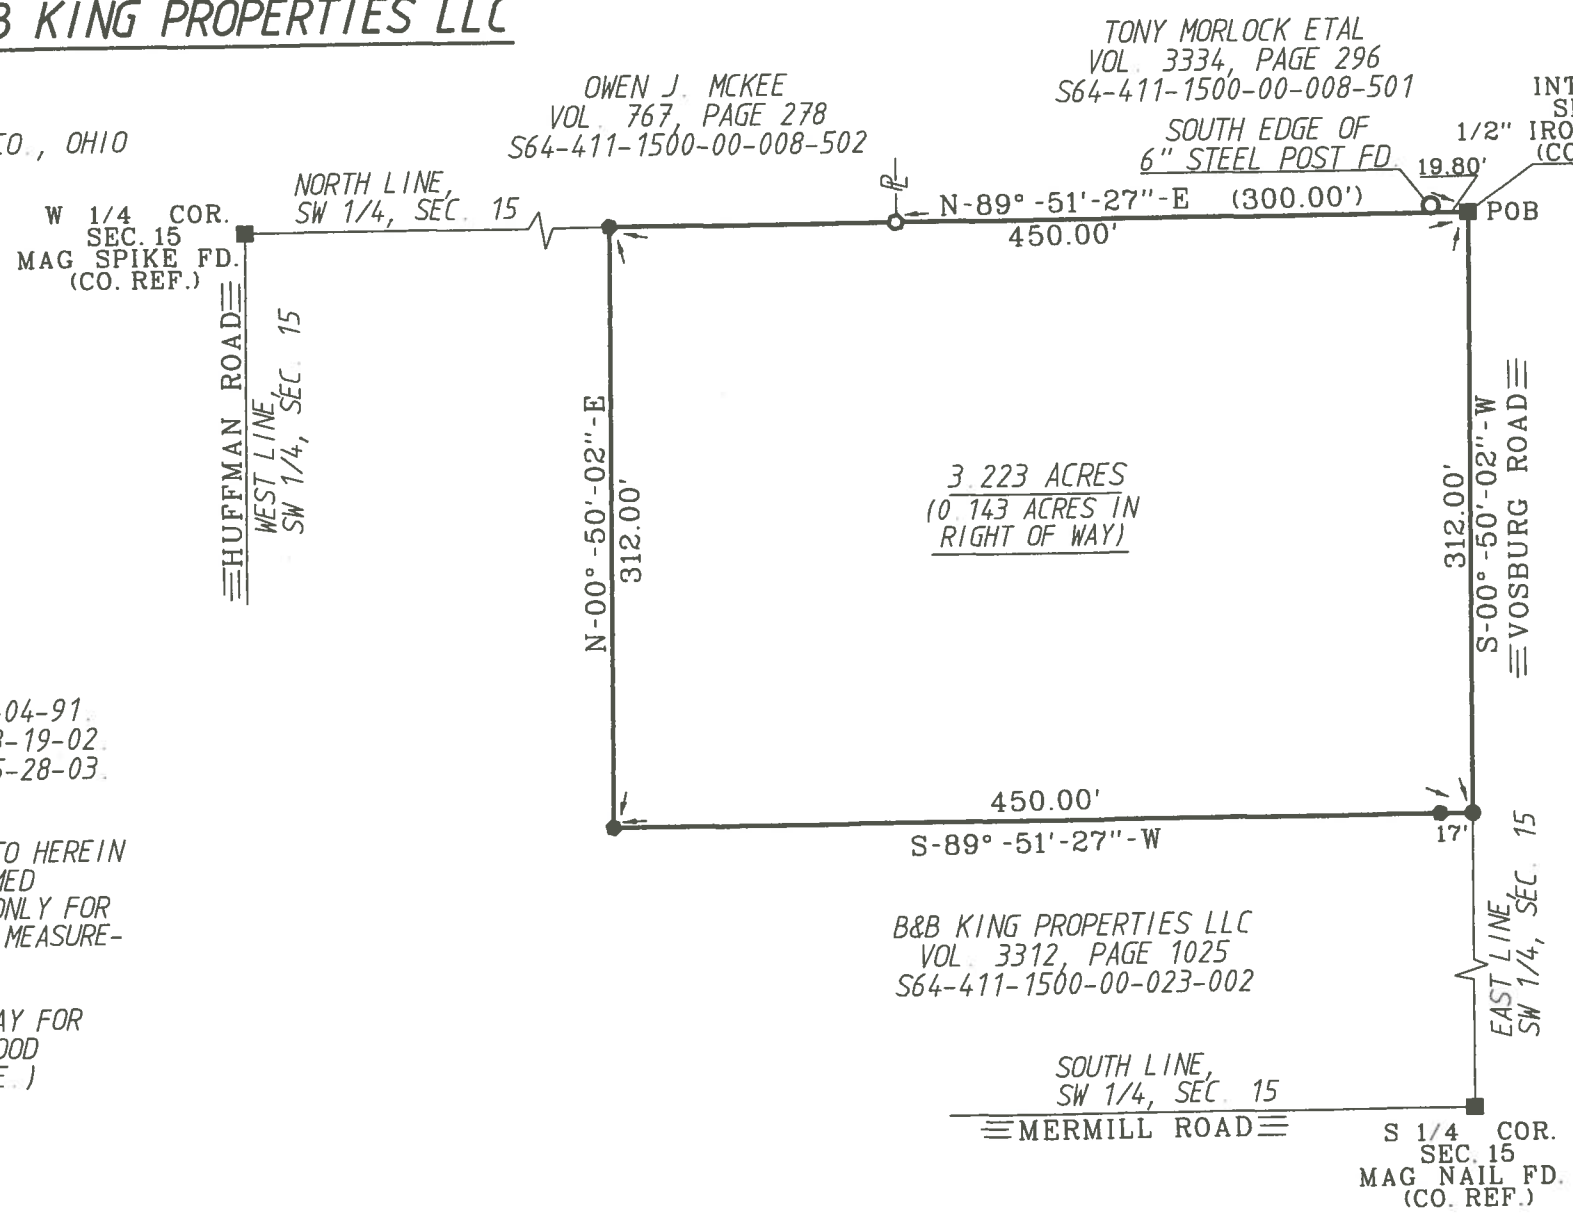 B KING PROPERTIES LLC
TONY MORLOCK ETAL
VOL. 3334, PAGE 296
S64-411-1500-00-008-501
OWEN J. MCKEE
VOL. 767, PAGE 278
S64-411-1500-00-008-502
CO., OHIO
SOUTH EDGE OF
6" STEEL POST FD.
1/2"
19.80'
NORTH LINE,
SW 1/4, SEC. 15
W 1/4 COR.
SEC. 15
MAG SPIKE FD.
(CO. REF.)
PL
N-89°-51'-27"-E (300.00')
450.00'
POB
HUFFMAN ROAD
WEST LINE,
SW 1/4, SEC. 15
N-00°-50'-02"-E
312.00'
3.223 ACRES
(0.143 ACRES IN
RIGHT OF WAY)
312.00'
S-00°-50'-02"-W
VOSBURG ROAD
-04-91.
-19-02.
-28-03.
450.00'
S-89°-51'-27"-W
17'
TO HEREIN
ONLY FOR
MEASURE-
B&B KING PROPERTIES LLC
VOL. 3312, PAGE 1025
S64-411-1500-00-023-002
EAST LINE,
SW 1/4, SEC. 15
FOR
SOUTH LINE,
SW 1/4, SEC. 15
MERMILL ROAD
S 1/4 COR.
SEC. 15
MAG NAIL FD.
(CO. REF.)